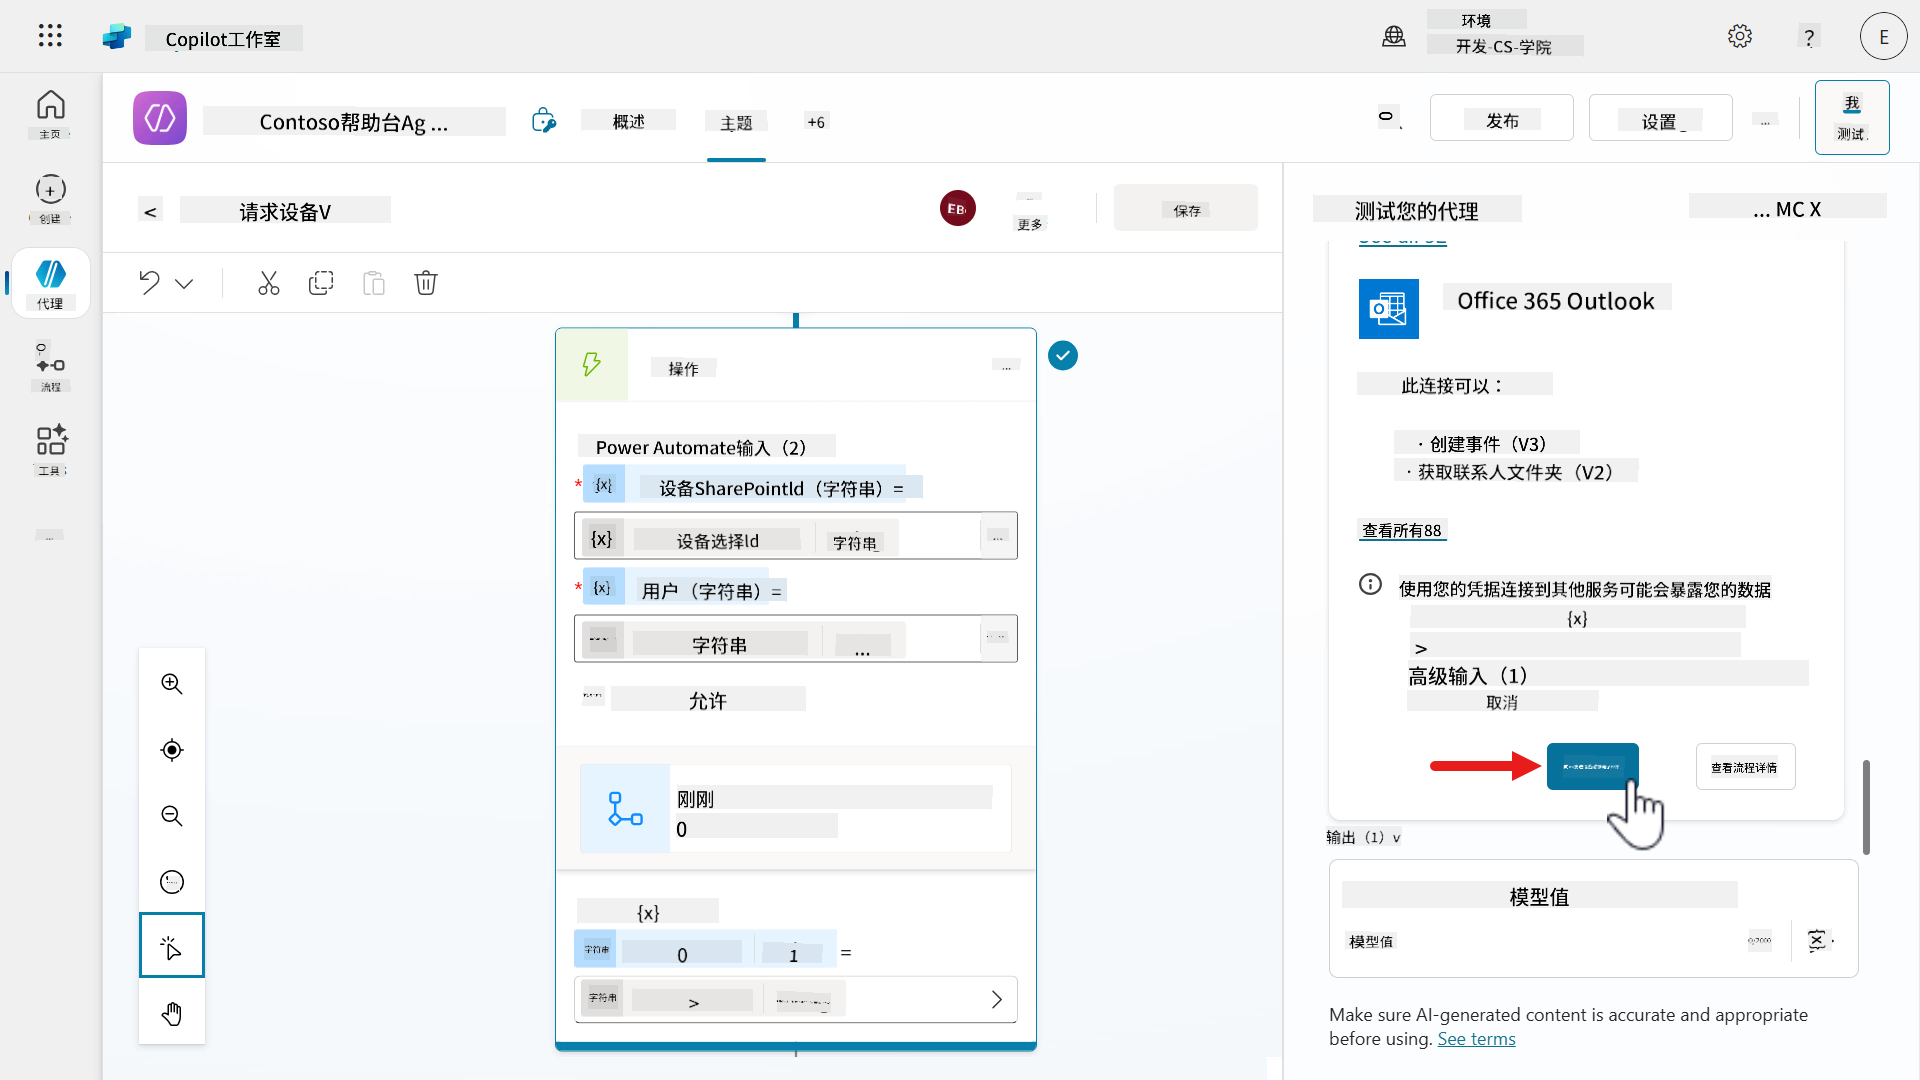 Copilot工作室
环境
开发-CS-学院
?
E
主页
创建
代理
流程
工具
...
Contoso帮助台Ag ...
概述
主题
+6
发布
设置
...
我
测试
<
请求设备V
EB
更多
保存
操作
...
Power Automate输入（2）
* {x} 设备SharePointld（字符串）=
{x} 设备选择ld 字符串 ...
* {x} 用户（字符串）=
字符串 ...
允许
刚刚
0
{x}
字符串 0 1 =
字符串 >
测试您的代理
... MC X
Office 365 Outlook
此连接可以：
· 创建事件（V3）
· 获取联系人文件夹（V2）
查看所有88
使用您的凭据连接到其他服务可能会暴露您的数据
{x}
>
高级输入（1）
取消
查看流程详情
输出（1）v
模型值
模型值
0/2000
Make sure AI-generated content is accurate and appropriate
before using. See terms